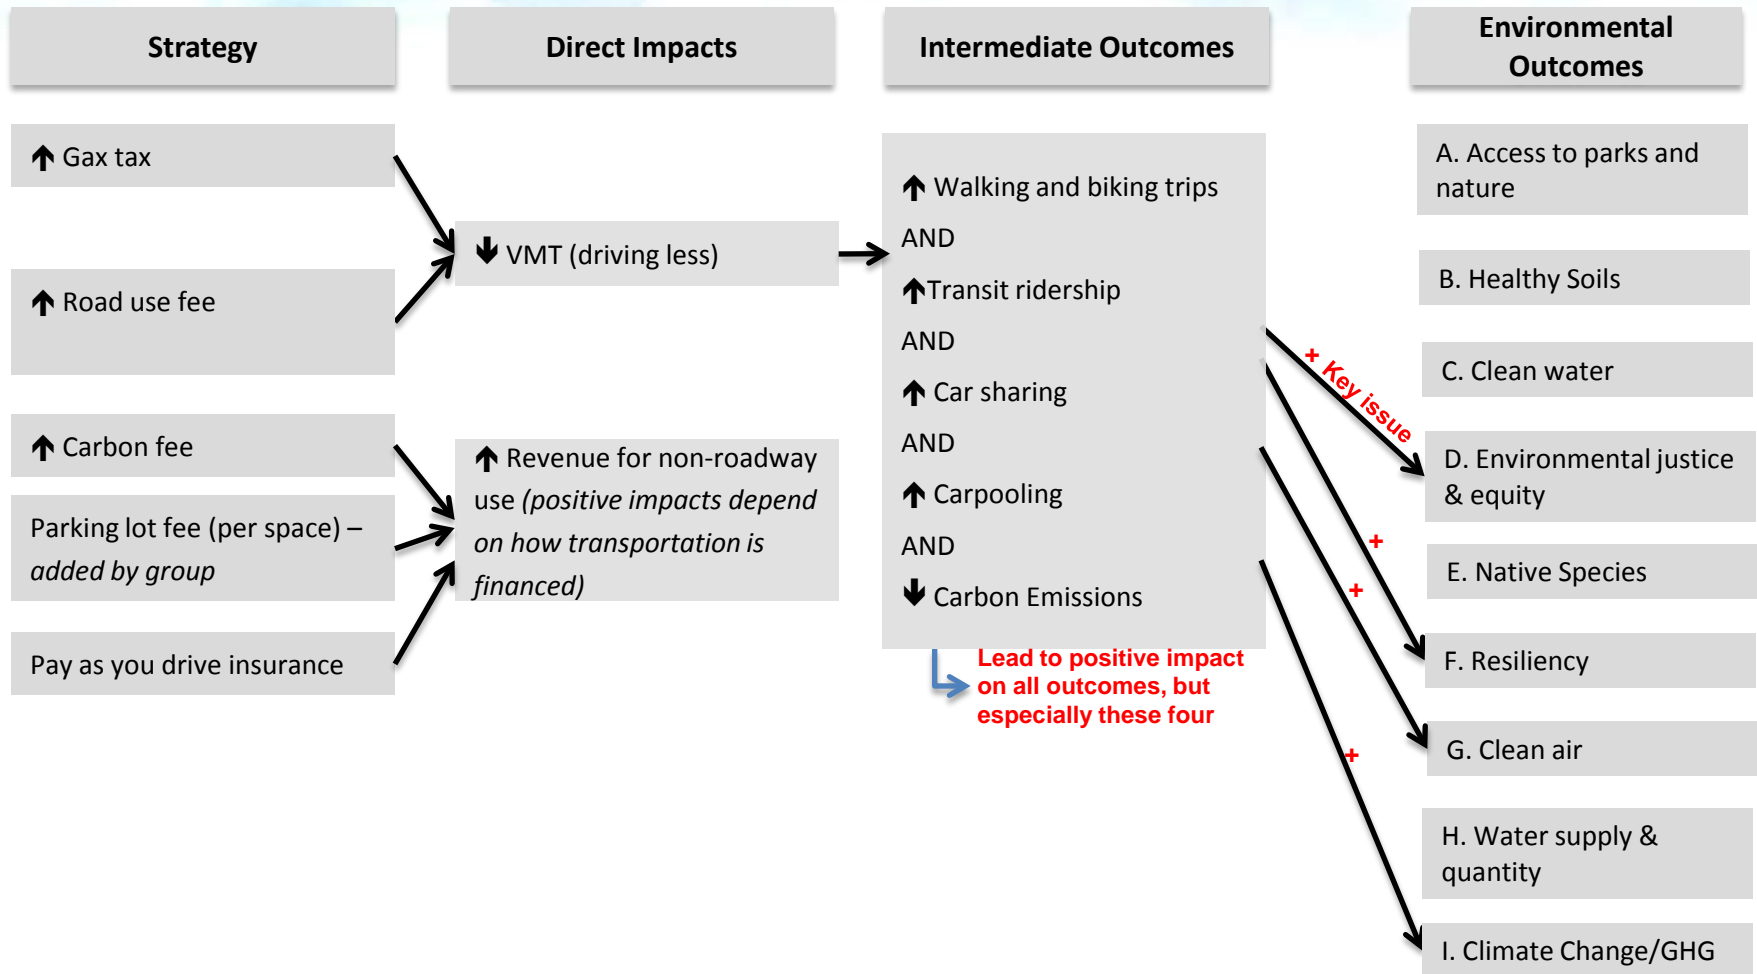 Strategy
Direct Impacts
Intermediate Outcomes
Environmental
Outcomes
↑ Gax tax
↑ Road use fee
↑ Carbon fee
Parking lot fee (per space) –
added by group
Pay as you drive insurance
↓ VMT (driving less)
↑ Revenue for non-roadway
use (positive impacts depend
on how transportation is
financed)
↑ Walking and biking trips
AND
↑Transit ridership
AND
↑ Car sharing
AND
↑ Carpooling
AND
↓ Carbon Emissions
Lead to positive impact
on all outcomes, but
especially these four
+ Key issue
+
+
+
A. Access to parks and
nature
B. Healthy Soils
C. Clean water
D. Environmental justice
& equity
E. Native Species
F. Resiliency
G. Clean air
H. Water supply &
quantity
I. Climate Change/GHG